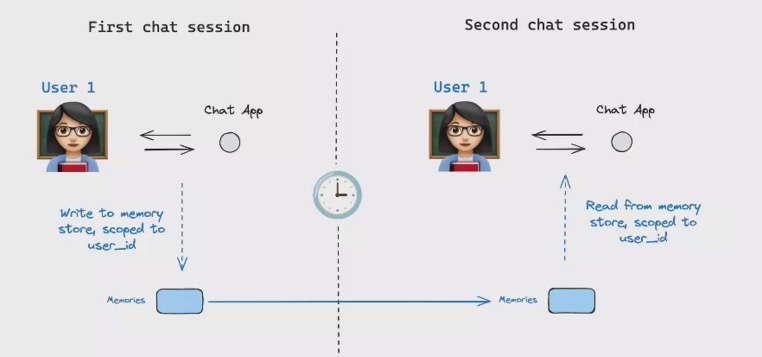 First chat session
User 1
Chat App
Write to memory
store, scoped to
user_id
Memories
Second chat session
User 1
Chat App
Read from memory
store, scoped to
user_id
Memories